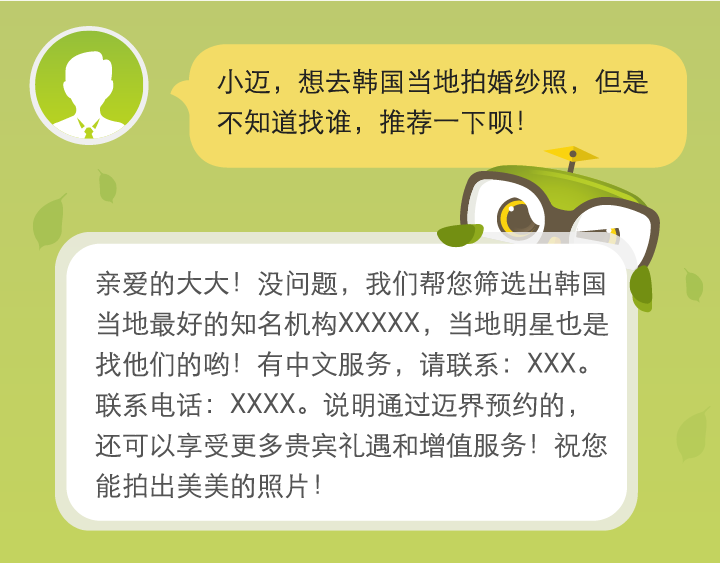 小迈，想去韩国当地拍婚纱照，但是
不知道找谁，推荐一下呗！
亲爱的大大！没问题，我们帮您筛选出韩国
当地最好的知名机构XXXXX，当地明星也是
找他们的哟！有中文服务，请联系：XXX。
联系电话：XXXX。说明通过迈界预约的，
还可以享受更多贵宾礼遇和增值服务！祝您
能拍出美美的照片！